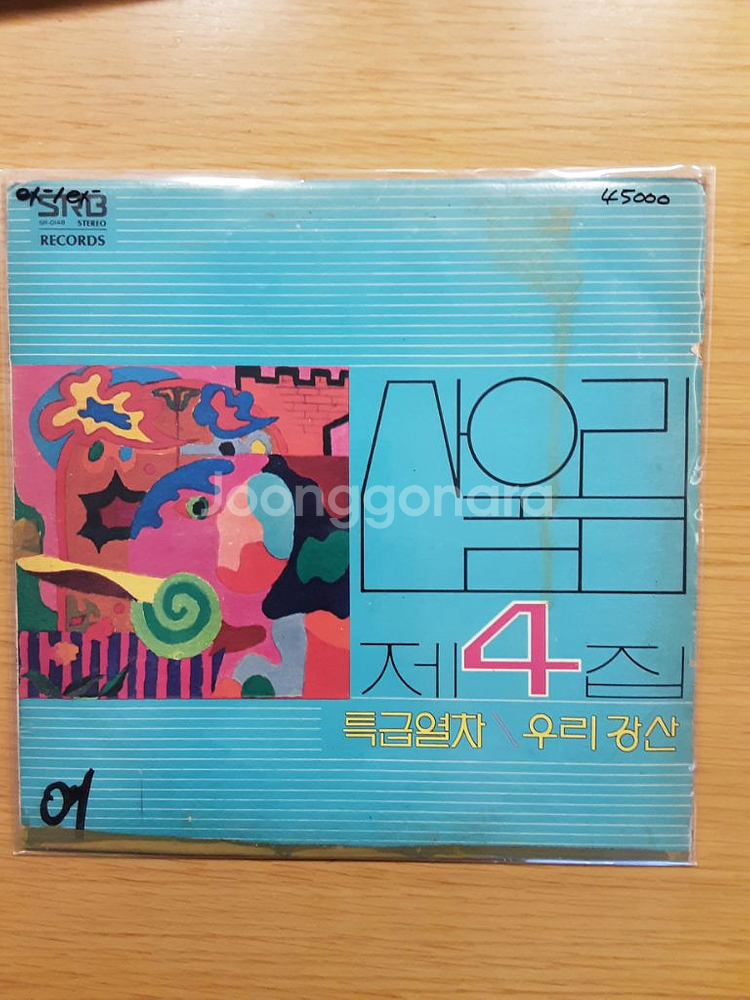 45000
SRB
STEREO
RECORDS
Joonggonara
산울림
제4집
특급열차 \ 우리 강산